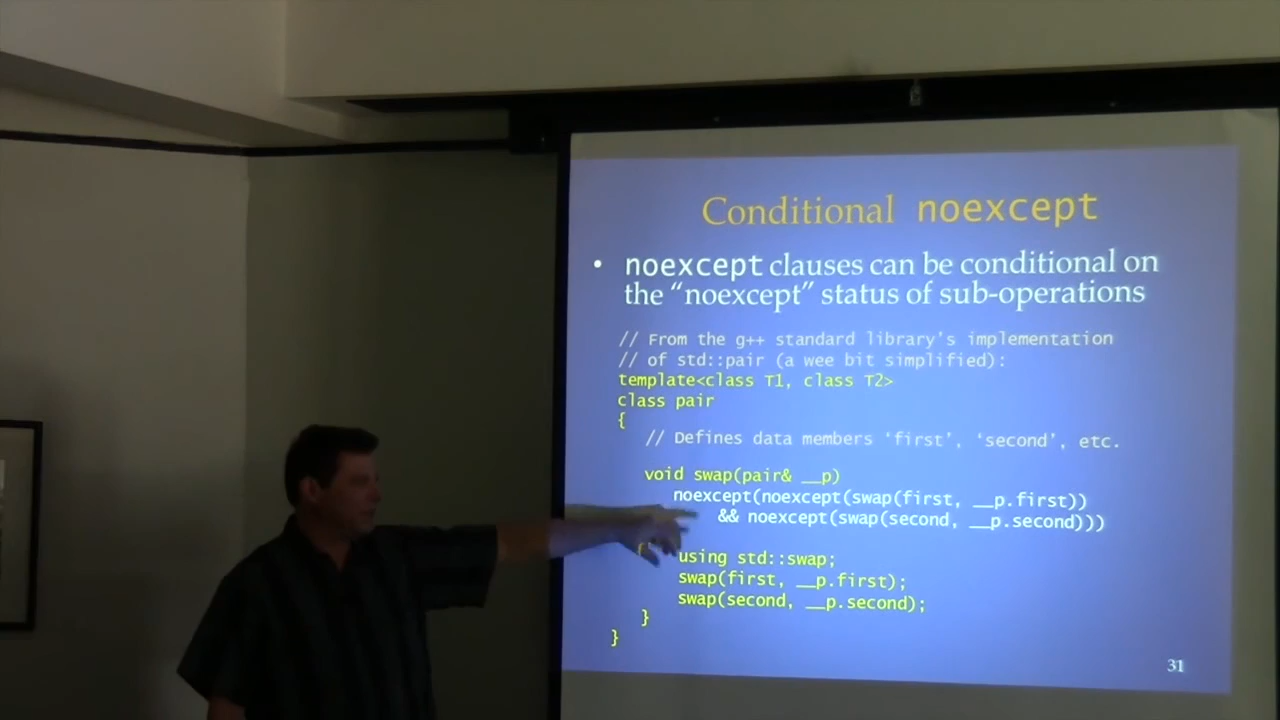 Conditional noexcept
• noexcept clauses can be conditional on
the “noexcept” status of sub-operations
// From the g++ standard library’s implementation
// of std::pair (a wee bit simplified):
template<class T1, class T2>
class pair
{
// Defines data members ‘first’, ‘second’, etc.
void swap(pair& __p)
noexcept(noexcept(swap(first, __p.first))
&& noexcept(swap(second, __p.second)))
{ using std::swap;
swap(first, __p.first);
swap(second, __p.second);
}
}
31